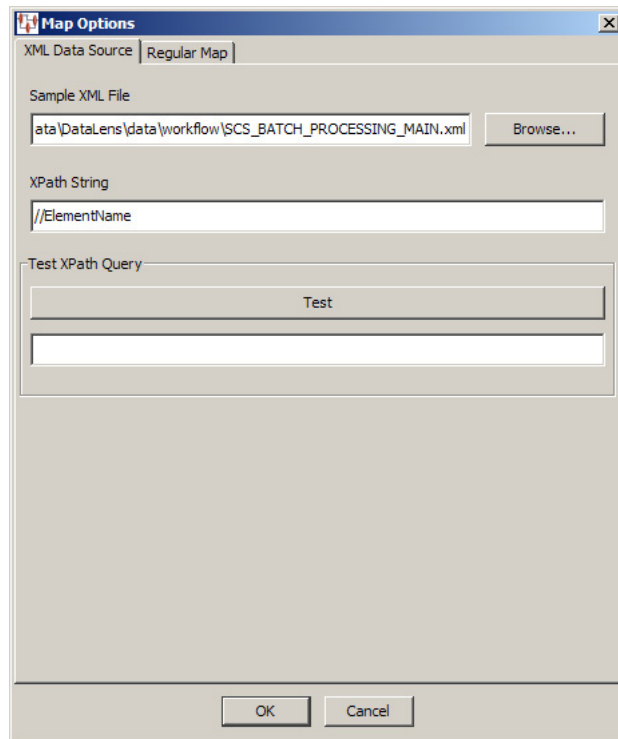 Map Options
XML Data Source Regular Map
Sample XML File
ata\DataLens\data\workflow\SCS_BATCH_PROCESSING_MAIN.xml Browse...
XPath String
//ElementName
Test XPath Query
Test
OK Cancel